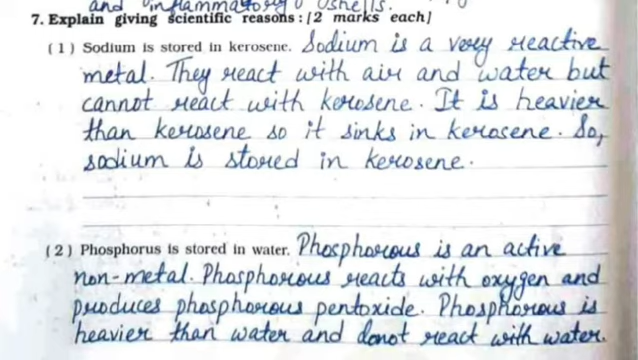 and inflammatory shells.
7. Explain giving scientific reasons : [2 marks each]
(1) Sodium is stored in kerosene. Sodium is a very reactive
metal. They react with air and water but
cannot react with kerosene. It is heavier
than kerosene so it sinks in kerosene. So,
sodium is stored in kerosene.
(2) Phosphorus is stored in water. Phosphorous is an active
non-metal. Phosphorous reacts with oxygen and
produces phosphorous pentoxide. Phosphorous is
heavier than water and donot react with water.